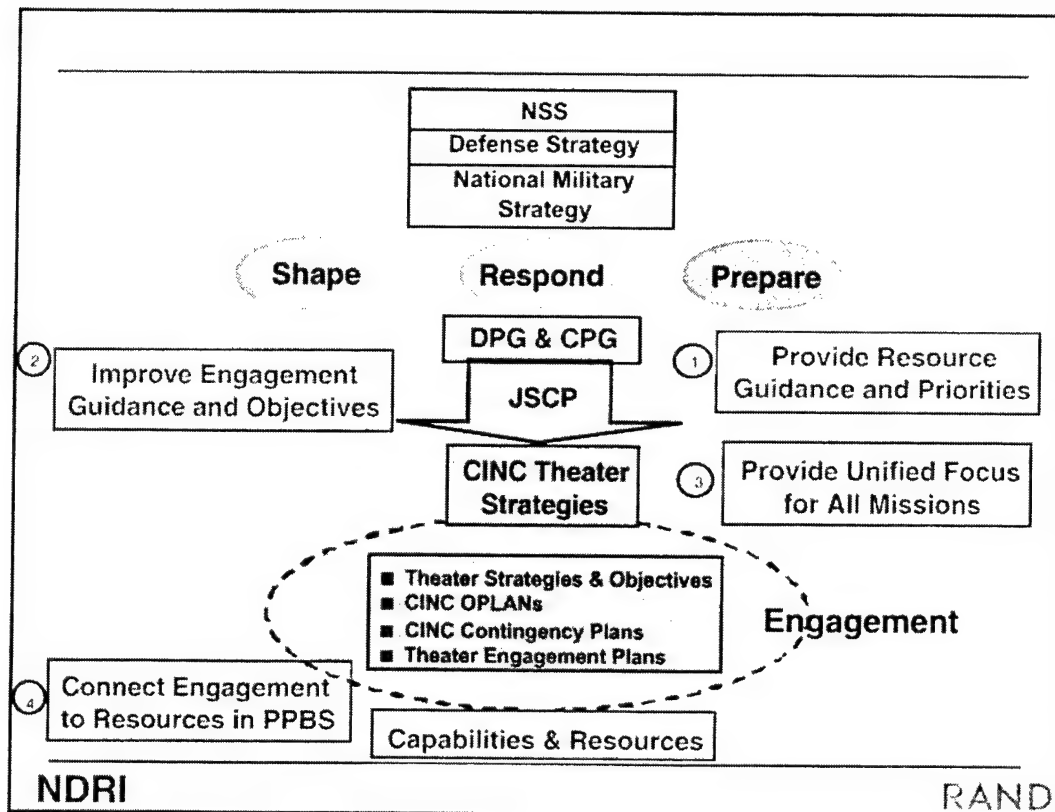 NSS
Defense Strategy
National Military
Strategy
Shape
Respond
Prepare
DPG & CPG
2
Improve Engagement
Guidance and Objectives
JSCP
1
Provide Resource
Guidance and Priorities
CINC Theater
Strategies
3
Provide Unified Focus
for All Missions
■ Theater Strategies & Objectives
■ CINC OPLANs
■ CINC Contingency Plans
■ Theater Engagement Plans
Engagement
4
Connect Engagement
to Resources in PPBS
Capabilities & Resources
NDRI
RAND